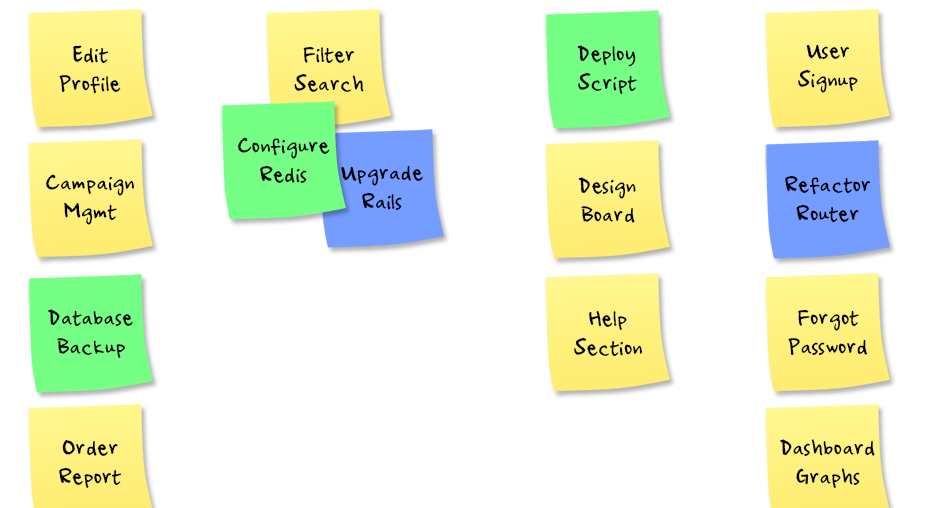 Edit
Profile
Campaign
Mgmt
Database
Backup
Order
Report
Filter
Search
Configure
Redis
Upgrade
Rails
Deploy
Script
Design
Board
Help
Section
User
Signup
Refactor
Router
Forgot
Password
Dashboard
Graphs